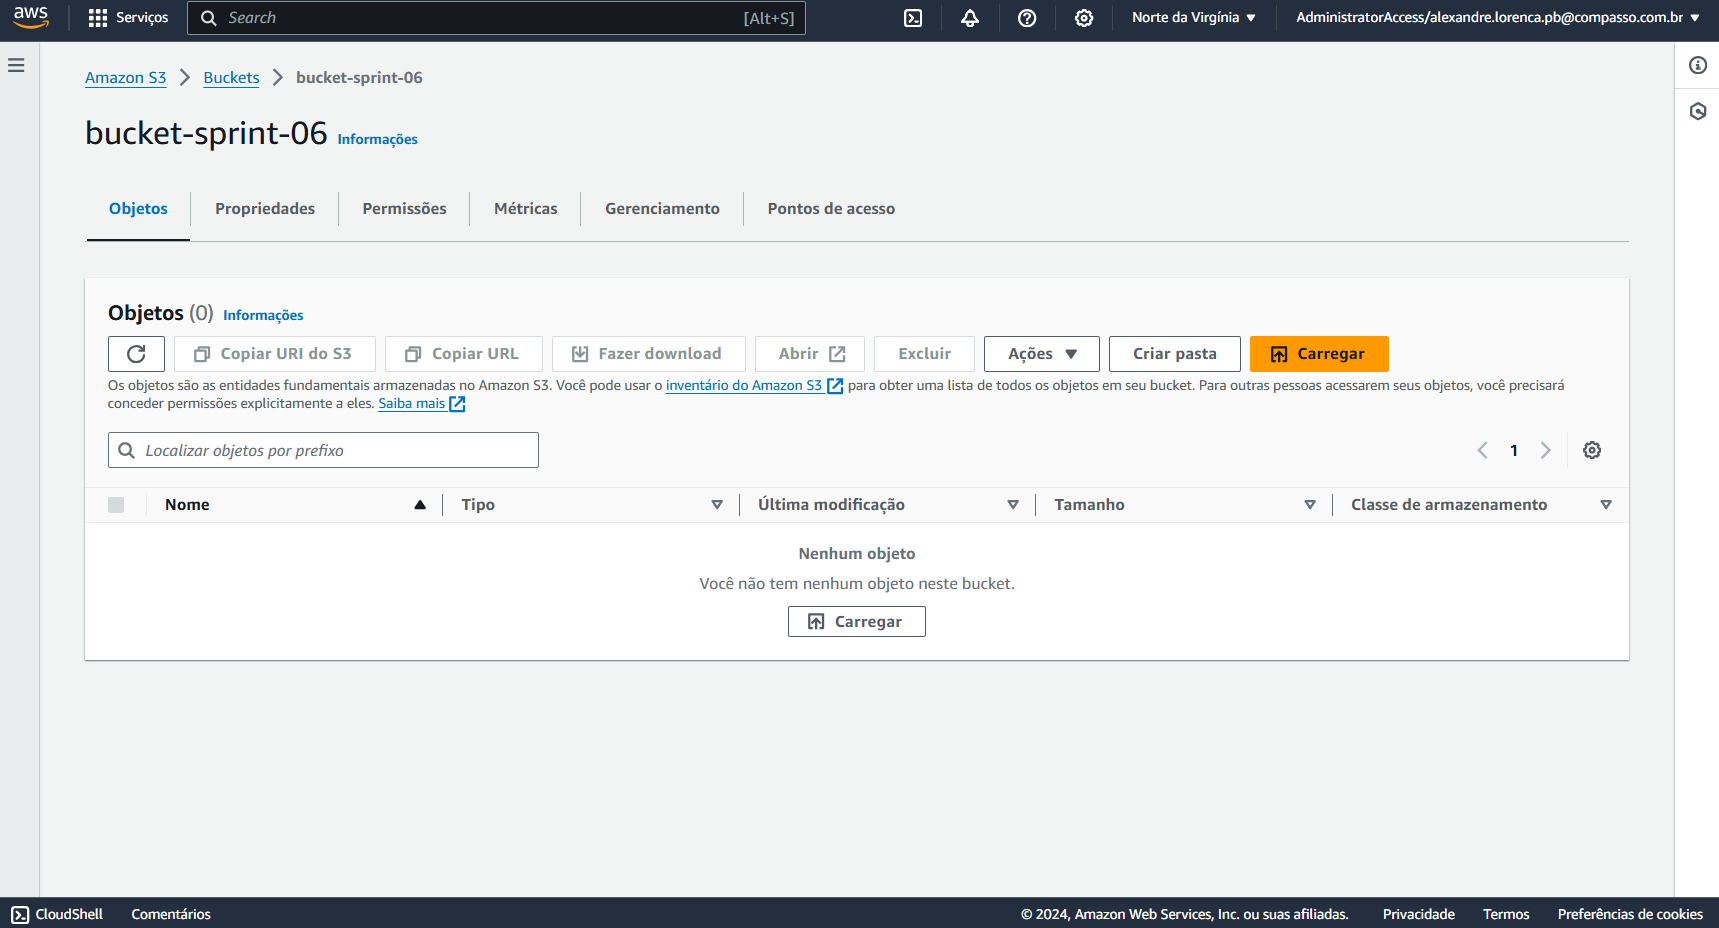 aws Serviços Search [Alt+S] Norte da Virgínia AdministratorAccess/alexandre.lorenca.pb@compasso.com.br
Amazon S3 Buckets bucket-sprint-06
bucket-sprint-06 Informações
Objetos Propriedades Permissões Métricas Gerenciamento Pontos de acesso
Objetos (0) Informações
Copiar URI do S3 Copiar URL Fazer download Abrir Excluir Ações Criar pasta Carregar
Os objetos são as entidades fundamentais armazenadas no Amazon S3. Você pode usar o inventário do Amazon S3 para obter uma lista de todos os objetos em seu bucket. Para outras pessoas acessarem seus objetos, você precisará
conceder permissões explicitamente a eles. Saiba mais
Localizar objetos por prefixo 1
Nome Tipo Última modificação Tamanho Classe de armazenamento
Nenhum objeto
Você não tem nenhum objeto neste bucket.
Carregar
CloudShell Comentários © 2024, Amazon Web Services, Inc. ou suas afiliadas. Privacidade Termos Preferências de cookies